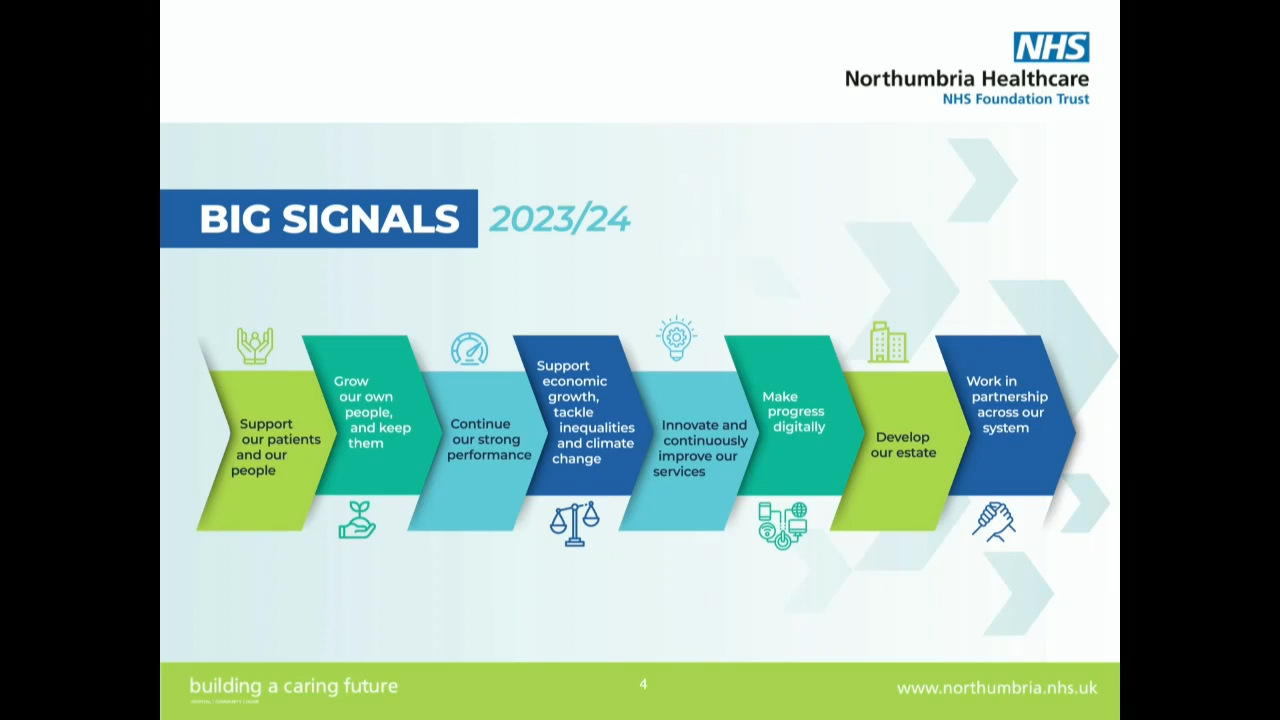 NHS
Northumbria Healthcare
NHS Foundation Trust
BIG SIGNALS 2023/24
Support
our patients
and our
people
Grow
our own
people,
and keep
them
Continue
our strong
performance
Support
economic
growth,
tackle
inequalities
and climate
change
Innovate and
continuously
improve our
services
Make
progress
digitally
Develop
our estate
Work in
partnership
across our
system
building a caring future
4
www.northumbria.nhs.uk